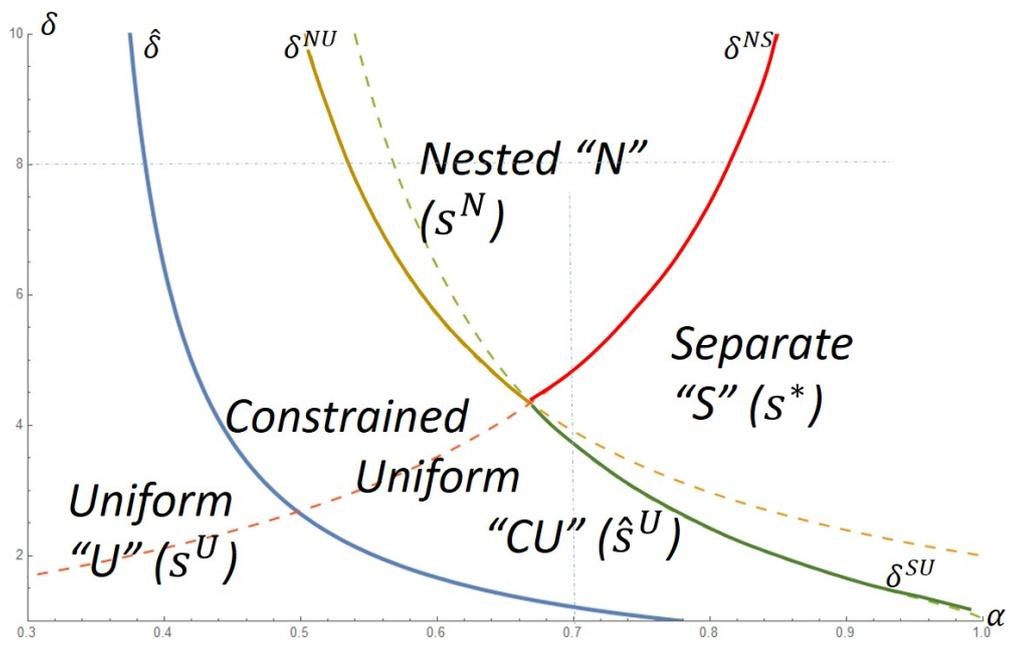 δ
10
δ̂
δ^{NU}
δ^{NS}
8
Nested “N”
(s^N)
6
Separate
“S” (s*)
4
Constrained
Uniform
“CU” (ŝ^U)
Uniform
“U” (s^U)
2
δ^{SU}
α
0.3 0.4 0.5 0.6 0.7 0.8 0.9 1.0